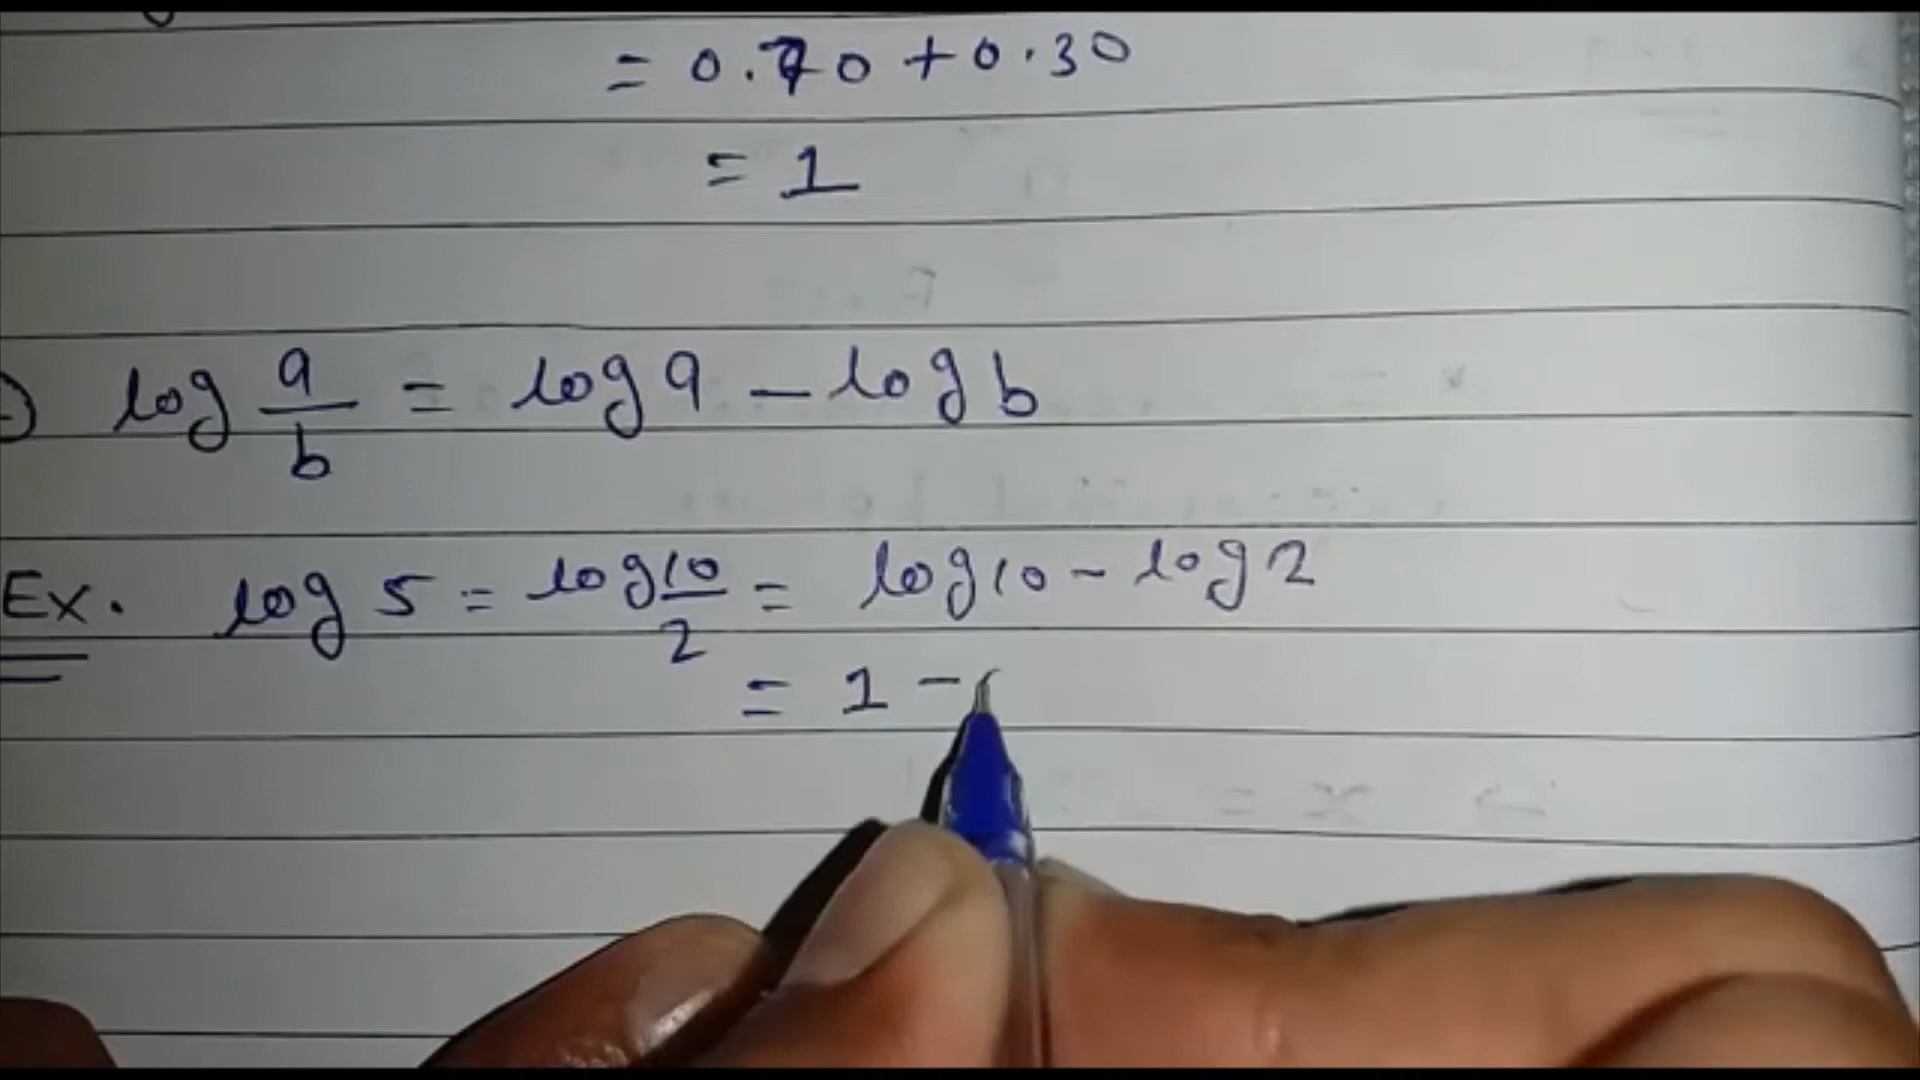 = 0.70 + 0.30
= 1
log a/b = log a - log b
Ex. log 5 = log 10/2 = log 10 - log 2
= 1 -